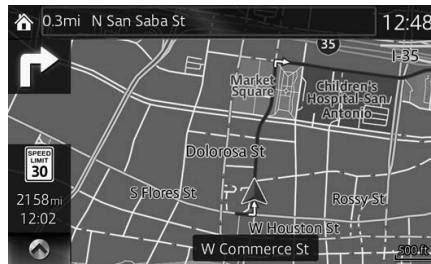 0.3mi N San Saba St
12:48
35
I-35
Market
Square
Children's
Hospital-San
Antonio
Dolorosa St
SPEED
LIMIT
30
2158mi
12:02
S Flores St
Rossy St
W Houston St
W Commerce St
500ft